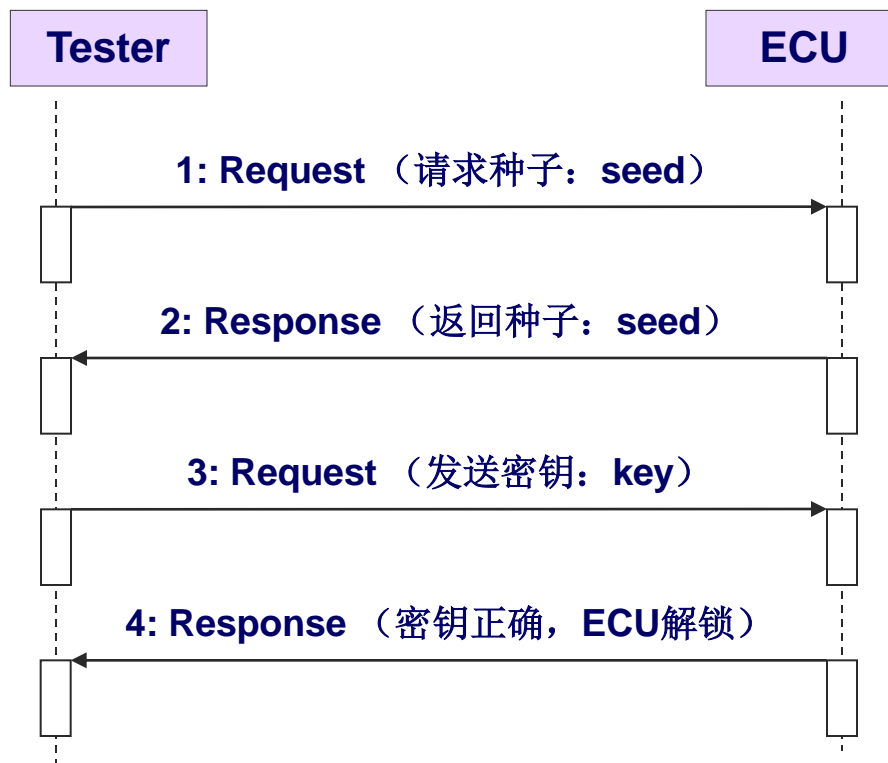 Tester
ECU
1: Request （请求种子：seed）
2: Response （返回种子：seed）
3: Request （发送密钥：key）
4: Response （密钥正确，ECU解锁）